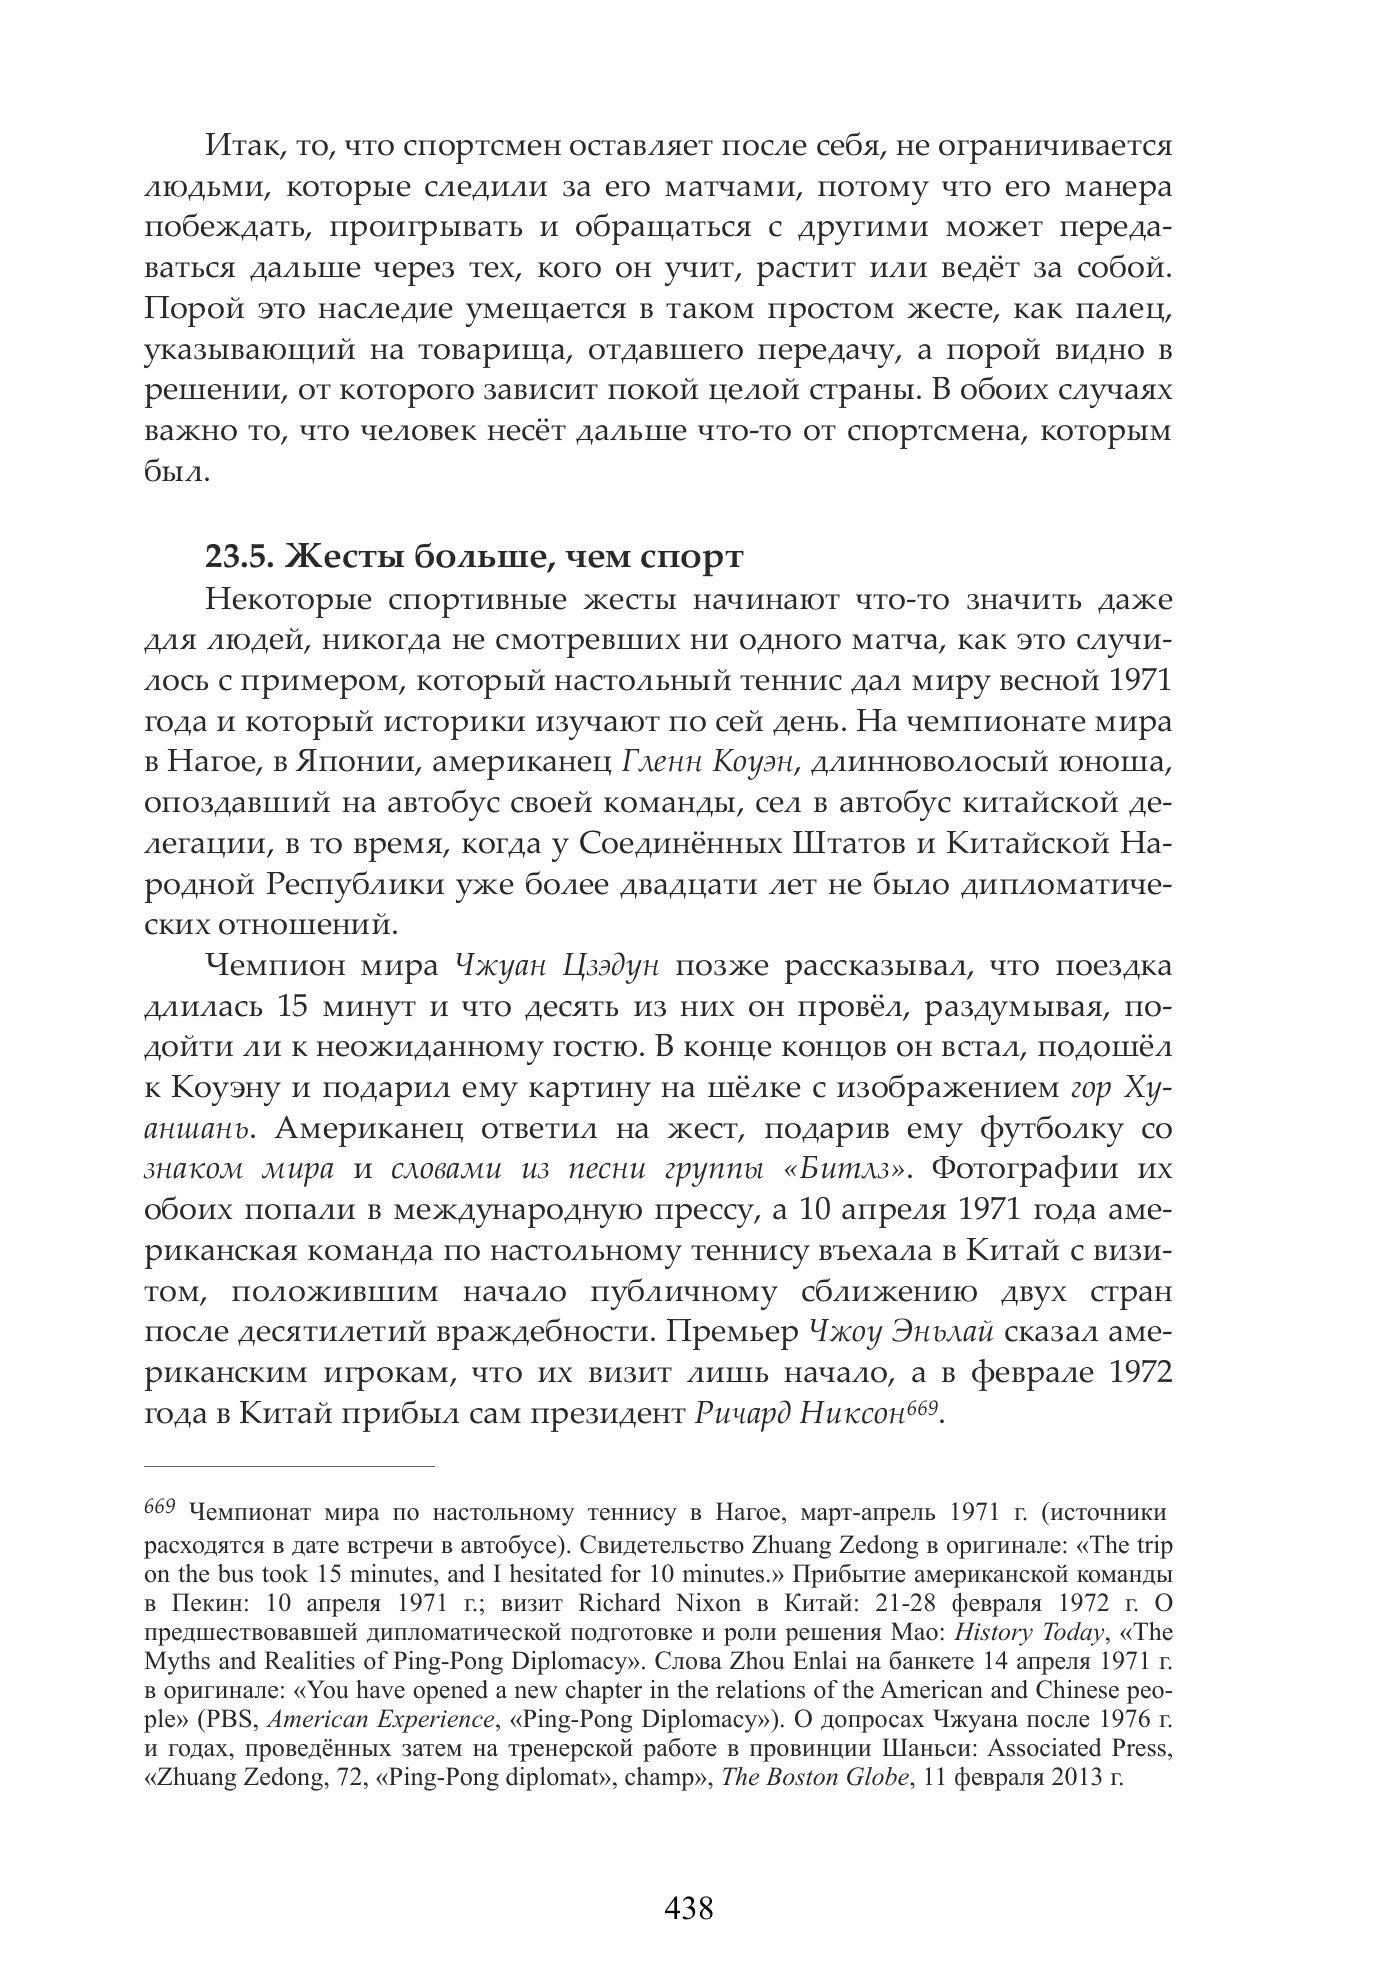 Итак, то, что спортсмен оставляет после себя, не ограничивается
людьми, которые следили за его матчами, потому что его манера
побеждать, проигрывать и обращаться с другими может переда-
ваться дальше через тех, кого он учит, растит или ведёт за собой.
Порой это наследие умещается в таком простом жесте, как палец,
указывающий на товарища, отдавшего передачу, а порой видно в
решении, от которого зависит покой целой страны. В обоих случаях
важно то, что человек несёт дальше что-то от спортсмена, которым
был.
23.5. Жесты больше, чем спорт
Некоторые спортивные жесты начинают что-то значить даже
для людей, никогда не смотревших ни одного матча, как это случи-
лось с примером, который настольный теннис дал миру весной 1971
года и который историки изучают по сей день. На чемпионате мира
в Нагое, в Японии, американец Гленн Коуэн, длинноволосый юноша,
опоздавший на автобус своей команды, сел в автобус китайской де-
легации, в то время, когда у Соединённых Штатов и Китайской На-
родной Республики уже более двадцати лет не было дипломатиче-
ских отношений.
Чемпион мира Чжуан Цзэдун позже рассказывал, что поездка
длилась 15 минут и что десять из них он провёл, раздумывая, по-
дойти ли к неожиданному гостю. В конце концов он встал, подошёл
к Коуэну и подарил ему картину на шёлке с изображением гор Ху-
аншань. Американец ответил на жест, подарив ему футболку со
знаком мира и словами из песни группы «Битлз». Фотографии их
обоих попали в международную прессу, а 10 апреля 1971 года аме-
риканская команда по настольному теннису въехала в Китай с визи-
том, положившим начало публичному сближению двух стран
после десятилетий враждебности. Премьер Чжоу Эньлай сказал аме-
риканским игрокам, что их визит лишь начало, а в феврале 1972
года в Китай прибыл сам президент Ричард Никсон669.
669 Чемпионат мира по настольному теннису в Нагое, март-апрель 1971 г. (источники
расходятся в дате встречи в автобусе). Свидетельство Zhuang Zedong в оригинале: «The trip
on the bus took 15 minutes, and I hesitated for 10 minutes.» Прибытие американской команды
в Пекин: 10 апреля 1971 г.; визит Richard Nixon в Китай: 21-28 февраля 1972 г. О
предшествовавшей дипломатической подготовке и роли решения Мао: History Today, «The
Myths and Realities of Ping-Pong Diplomacy». Слова Zhou Enlai на банкете 14 апреля 1971 г.
в оригинале: «You have opened a new chapter in the relations of the American and Chinese peo-
ple» (PBS, American Experience, «Ping-Pong Diplomacy»). О допросах Чжуана после 1976 г.
и годах, проведённых затем на тренерской работе в провинции Шаньси: Associated Press,
«Zhuang Zedong, 72, «Ping-Pong diplomat», champ», The Boston Globe, 11 февраля 2013 г.
438